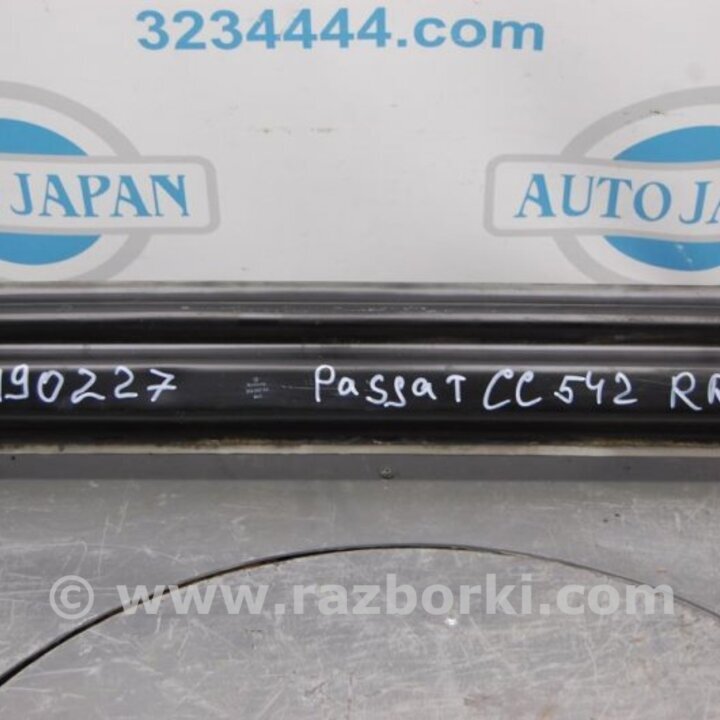 3234444.com
JAPAN
AUTO JA
190227 Passat CC 542 RR
© www.razborki.com